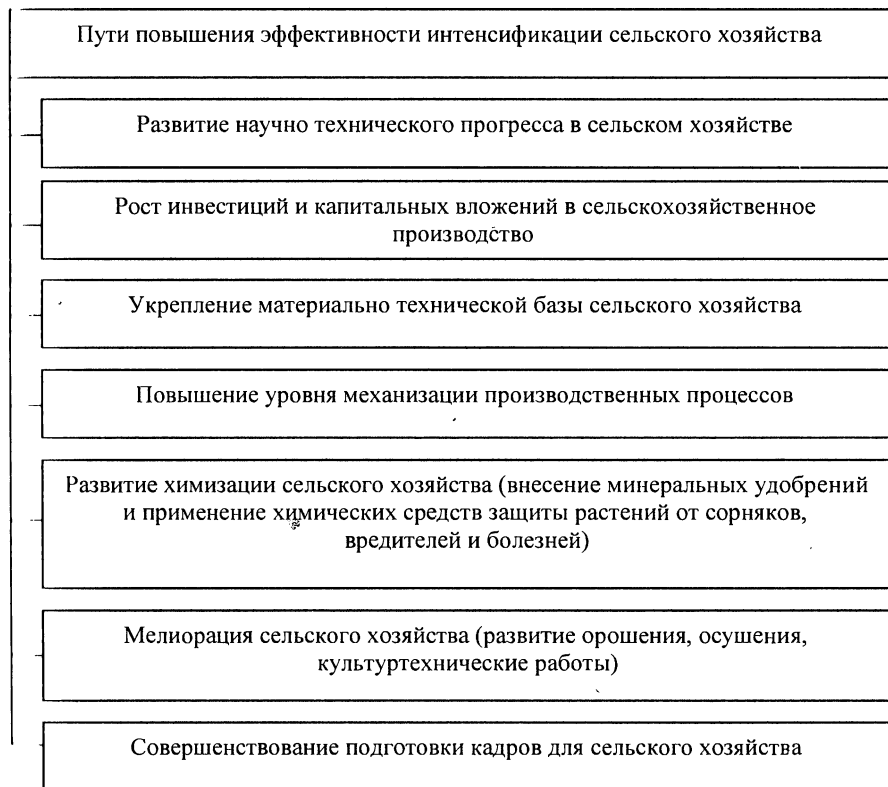 Пути повышения эффективности интенсификации сельского хозяйства
Развитие научно технического прогресса в сельском хозяйстве
Рост инвестиций и капитальных вложений в сельскохозяйственное
производство
Укрепление материально технической базы сельского хозяйства
Повышение уровня механизации производственных процессов
Развитие химизации сельского хозяйства (внесение минеральных удобрений
и применение химических средств защиты растений от сорняков,
вредителей и болезней)
Мелиорация сельского хозяйства (развитие орошения, осушения,
культуртехнические работы)
Совершенствование подготовки кадров для сельского хозяйства